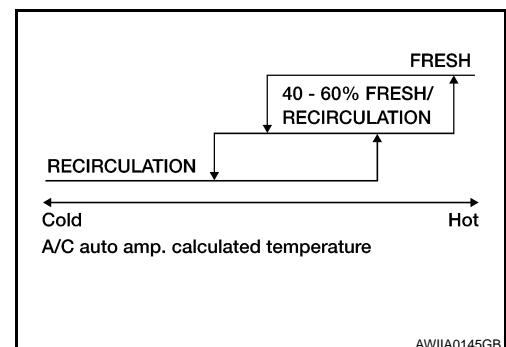 FRESH
40 - 60% FRESH/
RECIRCULATION
RECIRCULATION
Cold Hot
A/C auto amp. calculated temperature
AWIIA0145GB